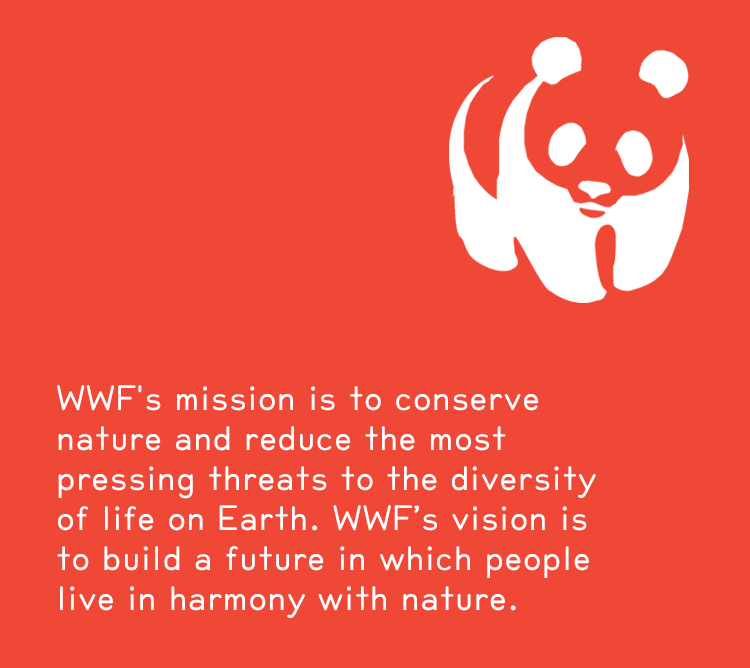 WWF's mission is to conserve
nature and reduce the most
pressing threats to the diversity
of life on Earth. WWF’s vision is
to build a future in which people
live in harmony with nature.